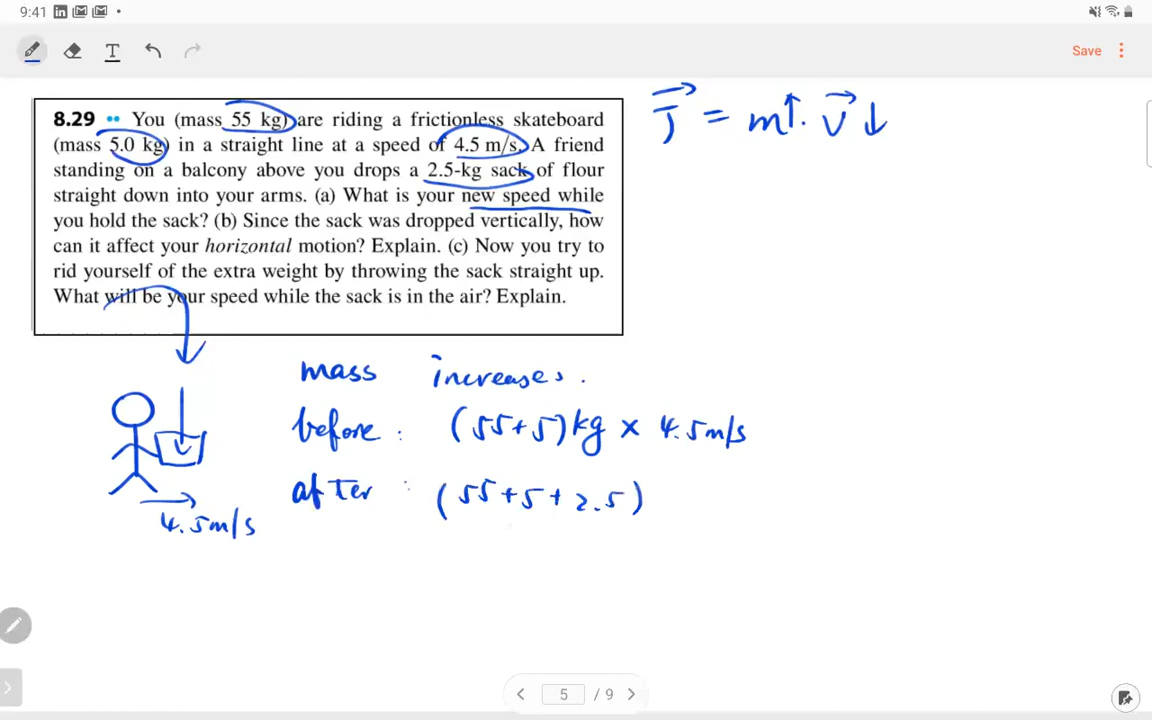 9:41
Save
8.29 •• You (mass 55 kg) are riding a frictionless skateboard
(mass 5.0 kg) in a straight line at a speed of 4.5 m/s. A friend
standing on a balcony above you drops a 2.5-kg sack of flour
straight down into your arms. (a) What is your new speed while
you hold the sack? (b) Since the sack was dropped vertically, how
can it affect your horizontal motion? Explain. (c) Now you try to
rid yourself of the extra weight by throwing the sack straight up.
What will be your speed while the sack is in the air? Explain.
J = m↑ · v↓
mass increases.
before : (55+5)kg × 4.5m/s
after : (55+5+2.5)
4.5m/s
5 / 9